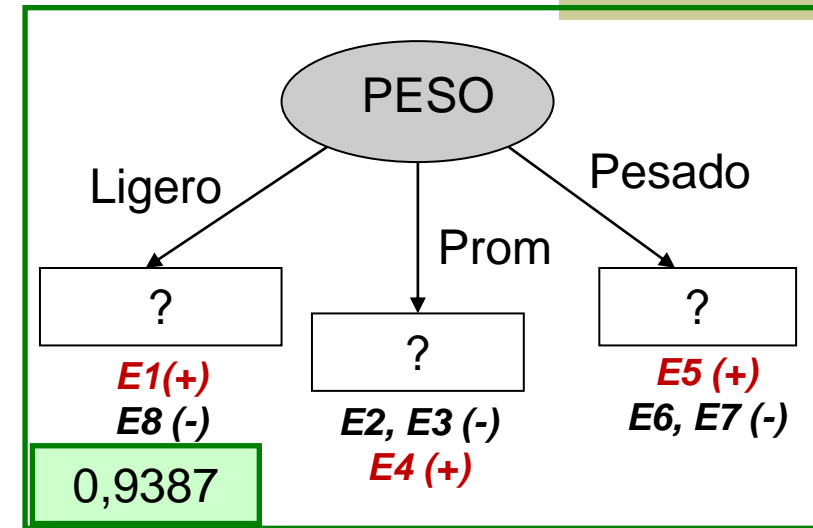 PESO
Ligero
Prom
Pesado
?
E1(+)
E8 (-)
?
E2, E3 (-)
E4 (+)
?
E5 (+)
E6, E7 (-)
0,9387